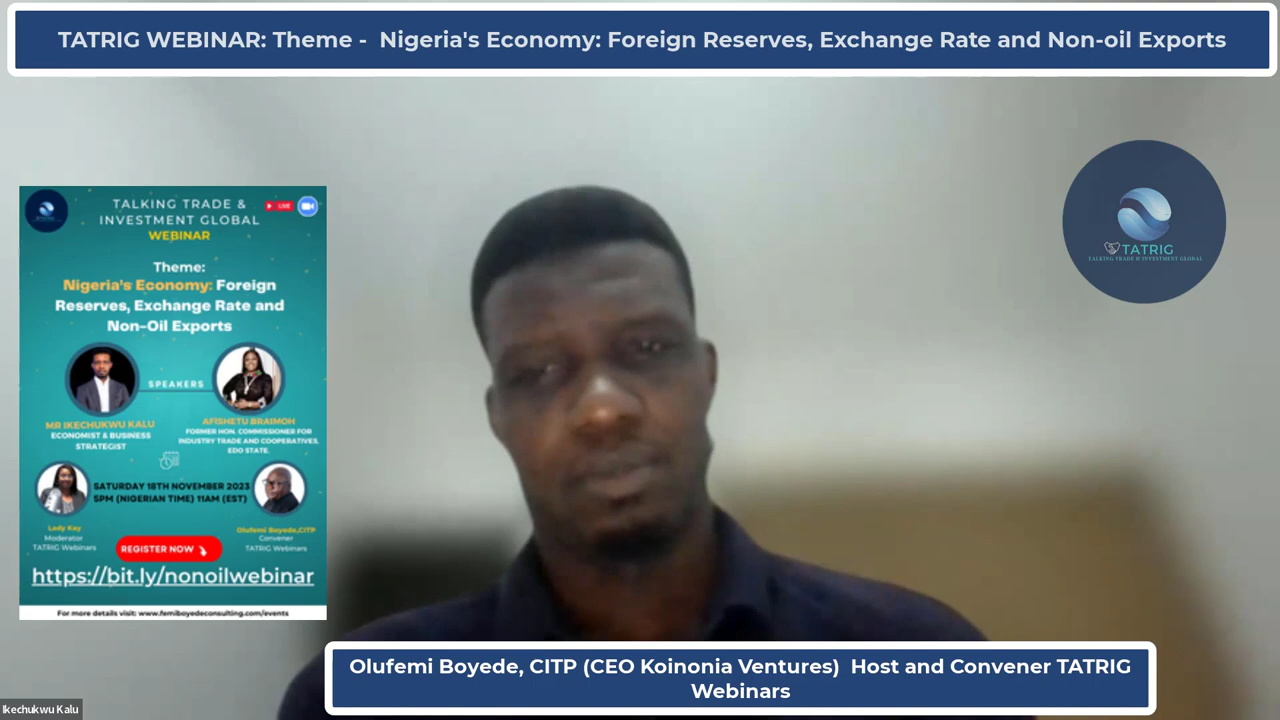 TATRIG WEBINAR: Theme - Nigeria's Economy: Foreign Reserves, Exchange Rate and Non-oil Exports
TALKING TRADE &
INVESTMENT GLOBAL
LIVE
WEBINAR
Theme:
Nigeria's Economy: Foreign
Reserves, Exchange Rate and
Non-Oil Exports
SPEAKERS
MR IKECHUKWU KALU
ECONOMIST & BUSINESS
STRATEGIST
AFISHETU BRAIMOH
FORMER HON. COMMISSIONER FOR
INDUSTRY TRADE AND COOPERATIVES,
EDO STATE.
SATURDAY 18TH NOVEMBER 2023
5PM (NIGERIAN TIME) 11AM (EST)
Lady Kay
Moderator
TATRIG Webinars
Olufemi Boyede,CITP
Convener
TATRIG Webinars
REGISTER NOW
https://bit.ly/nonoilwebinar
For more details visit: www.femiboyedeconsulting.com/events
TATRIG
TALKING TRADE & INVESTMENT GLOBAL
Olufemi Boyede, CITP (CEO Koinonia Ventures) Host and Convener TATRIG
Webinars
Ikechukwu Kalu